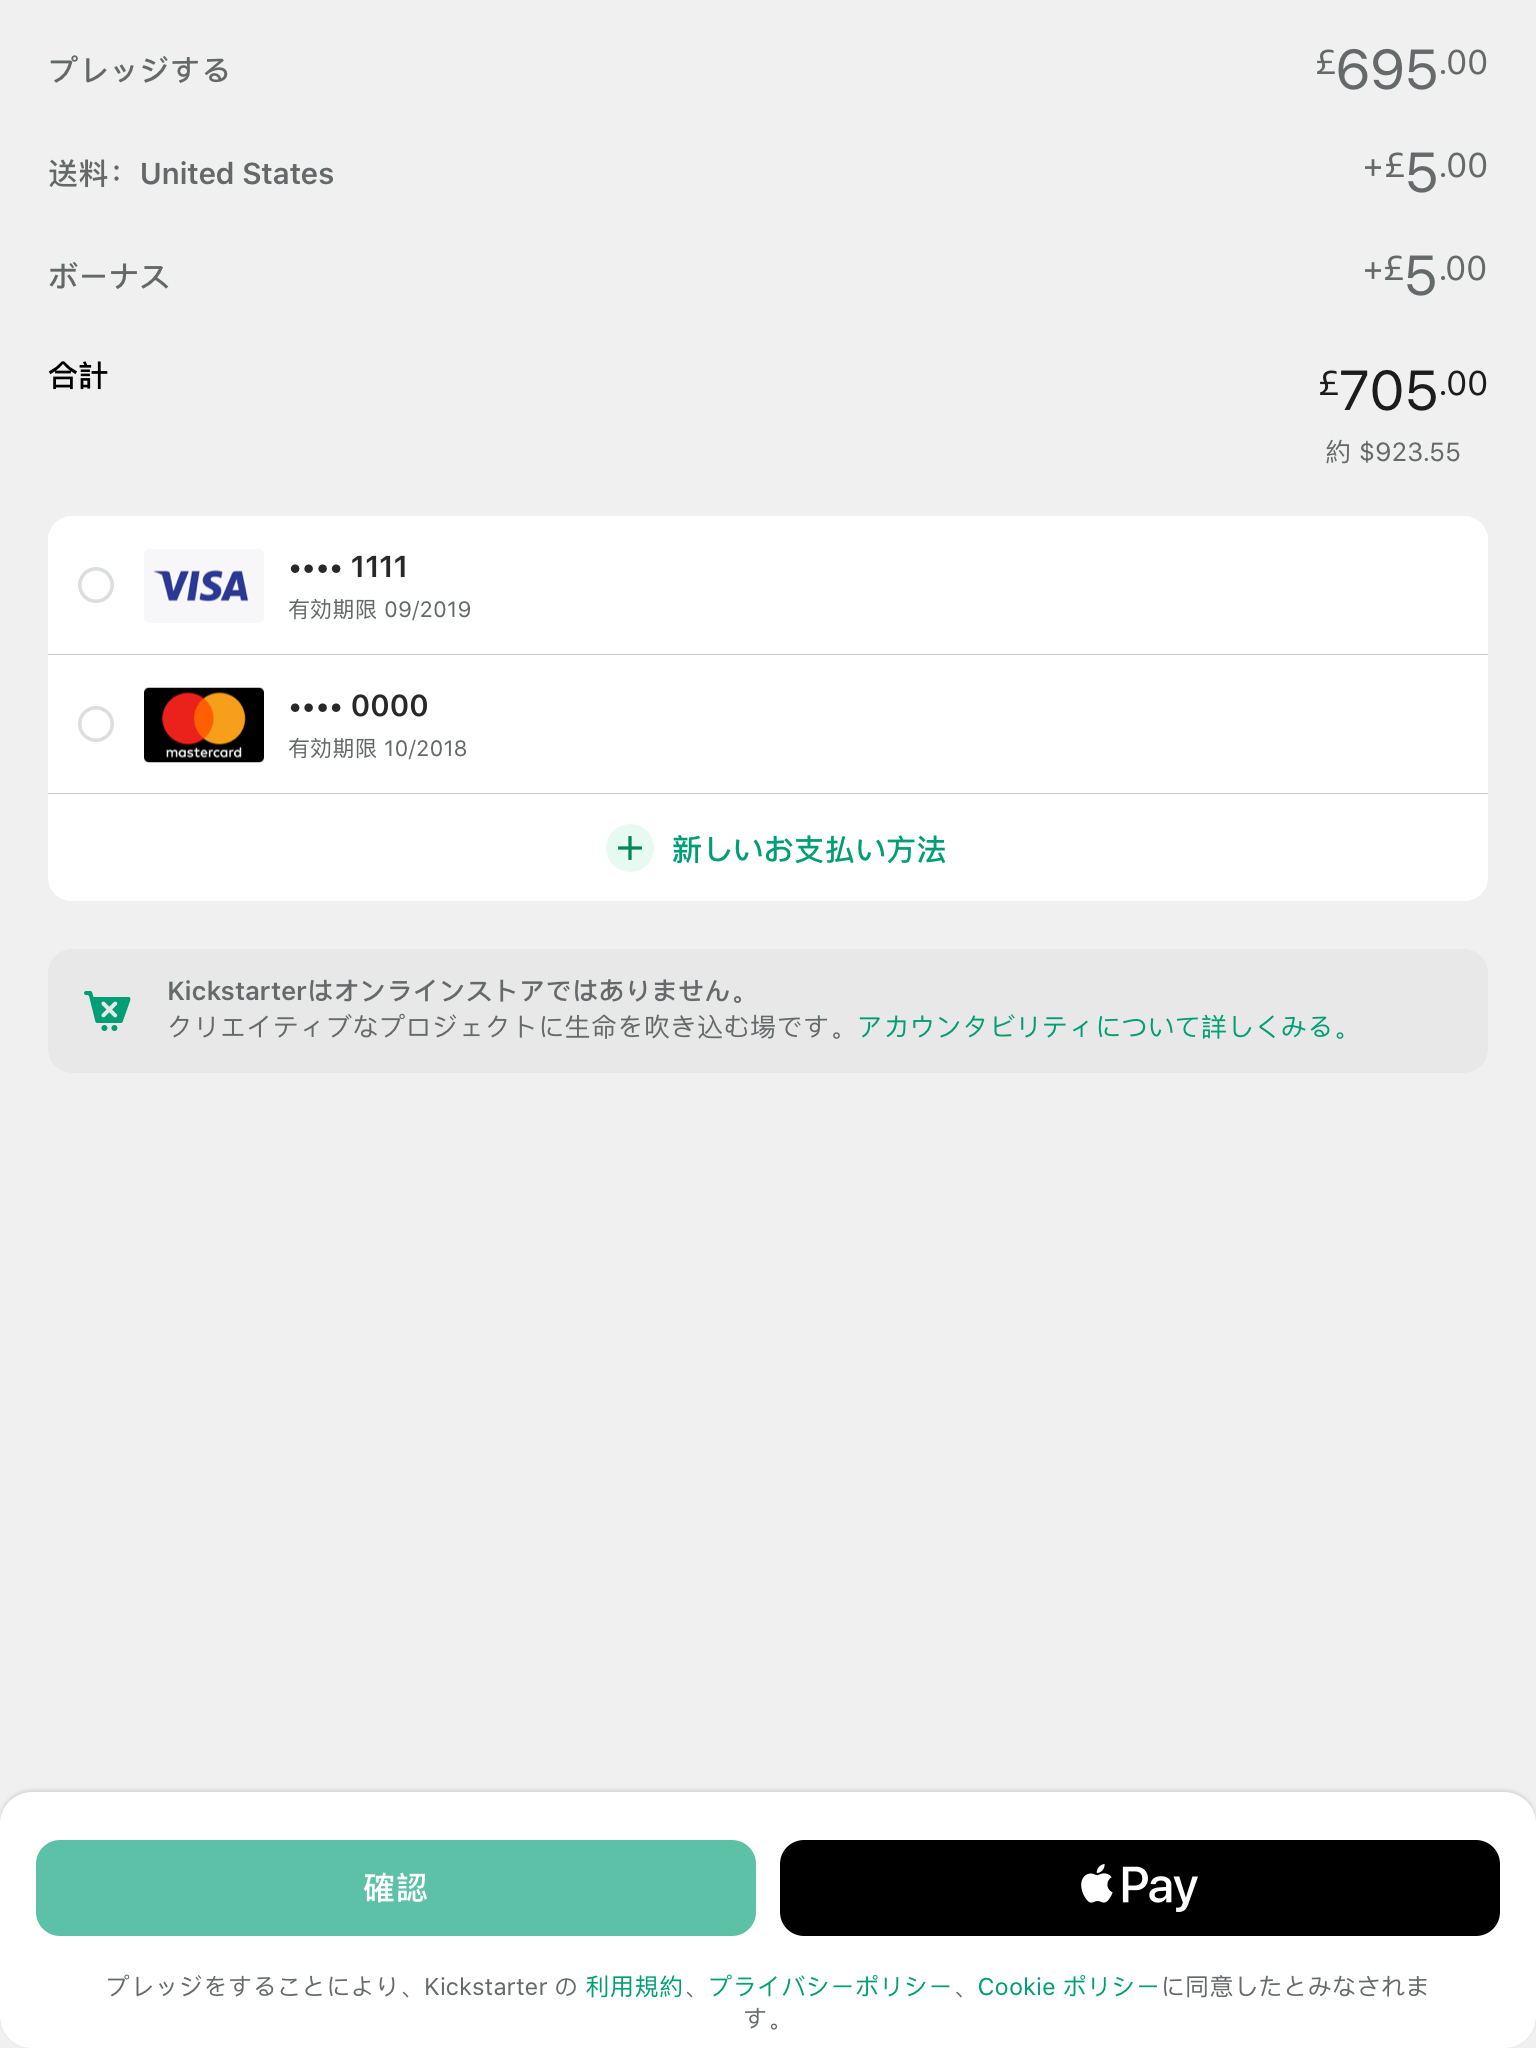 プレッジする £695.00
送料： United States +£5.00
ボーナス +£5.00
合計 £705.00
約 $923.55
VISA •••• 1111
有効期限 09/2019
mastercard •••• 0000
有効期限 10/2018
新しいお支払い方法
Kickstarterはオンラインストアではありません。
クリエイティブなプロジェクトに生命を吹き込む場です。アカウンタビリティについて詳しくみる。
確認
Pay
プレッジをすることにより、Kickstarter の 利用規約、プライバシーポリシー、Cookie ポリシーに同意したとみなされま
す。